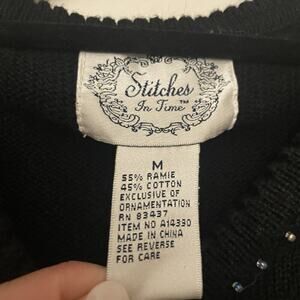 Stitches
In Time™
M
55% RAMIE
45% COTTON
EXCLUSIVE OF
ORNAMENTATION
RN 83437
ITEM NO: A14330
MADE IN CHINA
SEE REVERSE
FOR CARE